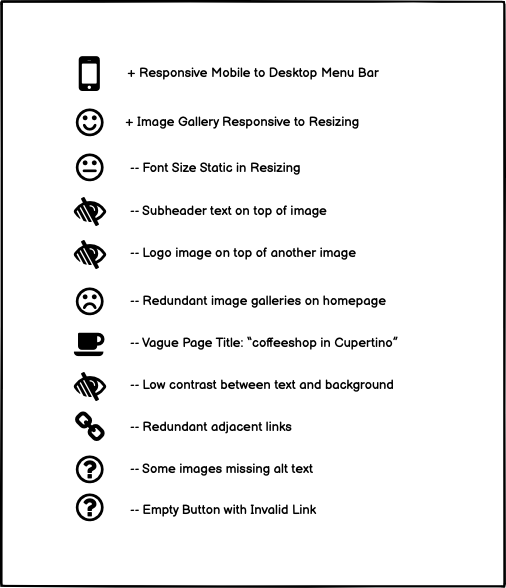 + Responsive Mobile to Desktop Menu Bar
+ Image Gallery Responsive to Resizing
-- Font Size Static in Resizing
-- Subheader text on top of image
-- Logo image on top of another image
-- Redundant image galleries on homepage
-- Vague Page Title: “coffeeshop in Cupertino”
-- Low contrast between text and background
-- Redundant adjacent links
-- Some images missing alt text
-- Empty Button with Invalid Link